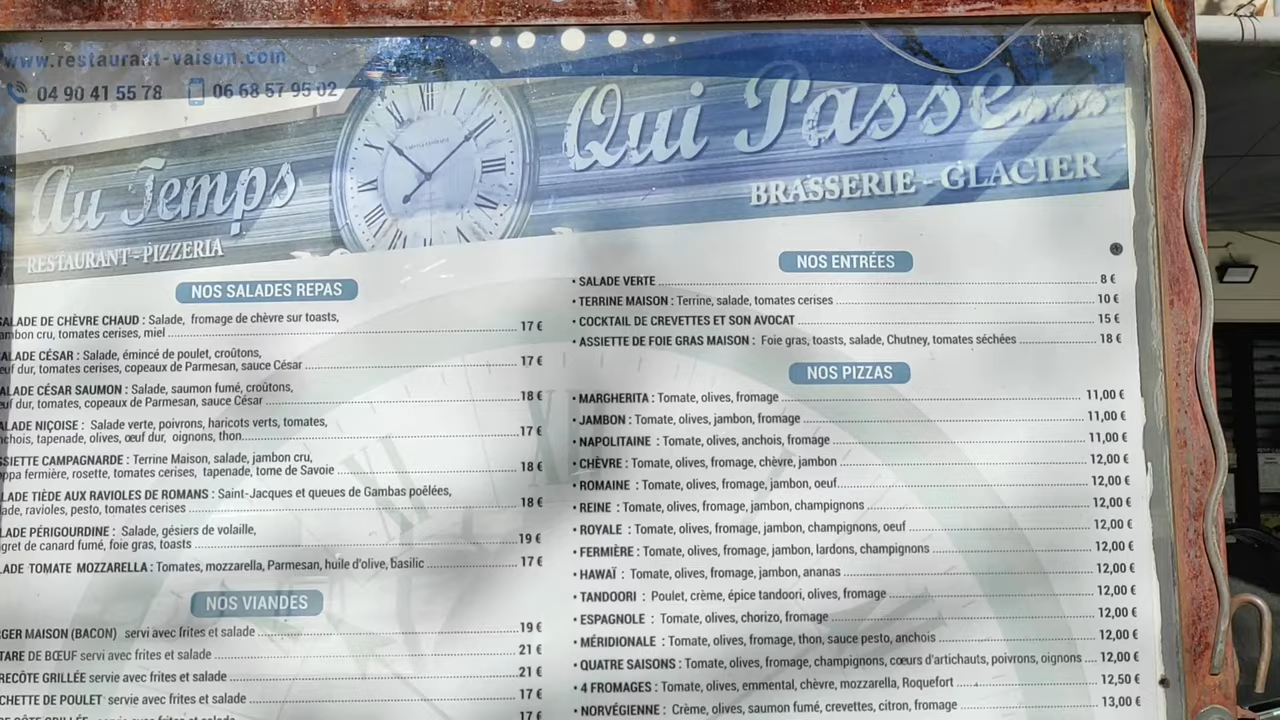 www.restaurant-vaison.com
04 90 41 55 78 06 68 57 95 02
Au Temps Qui Passe....
RESTAURANT-PIZZERIA
BRASSERIE - GLACIER
NOS SALADES REPAS
SALADE DE CHÈVRE CHAUD : Salade, fromage de chèvre sur toasts,
jambon cru, tomates cerises, miel 17 €
SALADE CÉSAR : Salade, émincé de poulet, croûtons,
œuf dur, tomates cerises, copeaux de Parmesan, sauce César 17 €
SALADE CÉSAR SAUMON : Salade, saumon fumé, croûtons,
œuf dur, tomates, copeaux de Parmesan, sauce César 18 €
SALADE NIÇOISE : Salade verte, poivrons, haricots verts, tomates,
anchois, tapenade, olives, œuf dur, oignons, thon 17 €
ASSIETTE CAMPAGNARDE : Terrine Maison, salade, jambon cru,
coppa fermière, rosette, tomates cerises, tapenade, tome de Savoie 18 €
SALADE TIÈDE AUX RAVIOLES DE ROMANS : Saint-Jacques et queues de Gambas poêlées,
salade, ravioles, pesto, tomates cerises 18 €
SALADE PÉRIGOURDINE : Salade, gésiers de volaille,
magret de canard fumé, foie gras, toasts 19 €
SALADE TOMATE MOZZARELLA : Tomates, mozzarella, Parmesan, huile d'olive, basilic 17 €
NOS VIANDES
BURGER MAISON (BACON) servi avec frites et salade 19 €
TARTARE DE BŒUF servi avec frites et salade 21 €
ENTRECÔTE GRILLÉE servie avec frites et salade 21 €
BROCHETTE DE POULET servie avec frites et salade 17 €
17 €
NOS ENTRÉES
• SALADE VERTE 8 €
• TERRINE MAISON : Terrine, salade, tomates cerises 10 €
• COCKTAIL DE CREVETTES ET SON AVOCAT 15 €
• ASSIETTE DE FOIE GRAS MAISON : Foie gras, toasts, salade, Chutney, tomates séchées 18 €
NOS PIZZAS
• MARGHERITA : Tomate, olives, fromage 11,00 €
• JAMBON : Tomate, olives, jambon, fromage 11,00 €
• NAPOLITAINE : Tomate, olives, anchois, fromage 11,00 €
• CHÈVRE : Tomate, olives, fromage, chèvre, jambon 12,00 €
• ROMAINE : Tomate, olives, fromage, jambon, oeuf 12,00 €
• REINE : Tomate, olives, fromage, jambon, champignons 12,00 €
• ROYALE : Tomate, olives, fromage, jambon, champignons, oeuf 12,00 €
• FERMIÈRE : Tomate, olives, fromage, jambon, lardons, champignons 12,00 €
• HAWAÏ : Tomate, olives, fromage, jambon, ananas 12,00 €
• TANDOORI : Poulet, crème, épice tandoori, olives, fromage 12,00 €
• ESPAGNOLE : Tomate, olives, chorizo, fromage 12,00 €
• MÉRIDIONALE : Tomate, olives, fromage, thon, sauce pesto, anchois 12,00 €
• QUATRE SAISONS : Tomate, olives, fromage, champignons, cœurs d'artichauts, poivrons, oignons 12,00 €
• 4 FROMAGES : Tomate, olives, emmental, chèvre, mozzarella, Roquefort 12,50 €
• NORVÉGIENNE : Crème, olives, saumon fumé, crevettes, citron, fromage 13,00 €